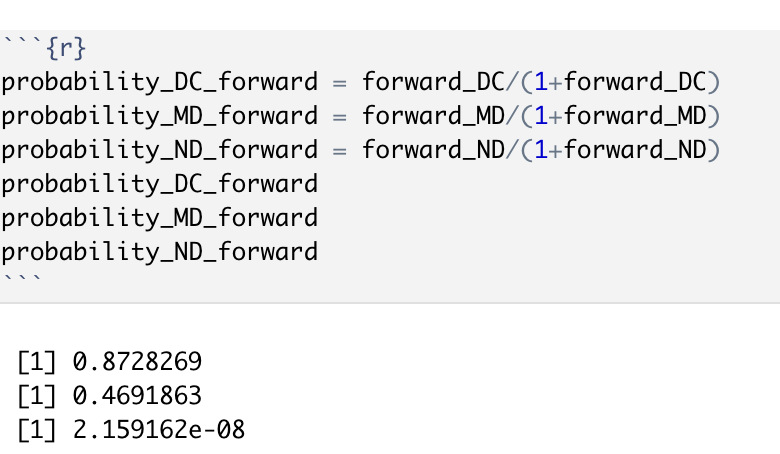 ```{r}
probability_DC_forward = forward_DC/(1+forward_DC)
probability_MD_forward = forward_MD/(1+forward_MD)
probability_ND_forward = forward_ND/(1+forward_ND)
probability_DC_forward
probability_MD_forward
probability_ND_forward
```
[1] 0.8728269
[1] 0.4691863
[1] 2.159162e-08